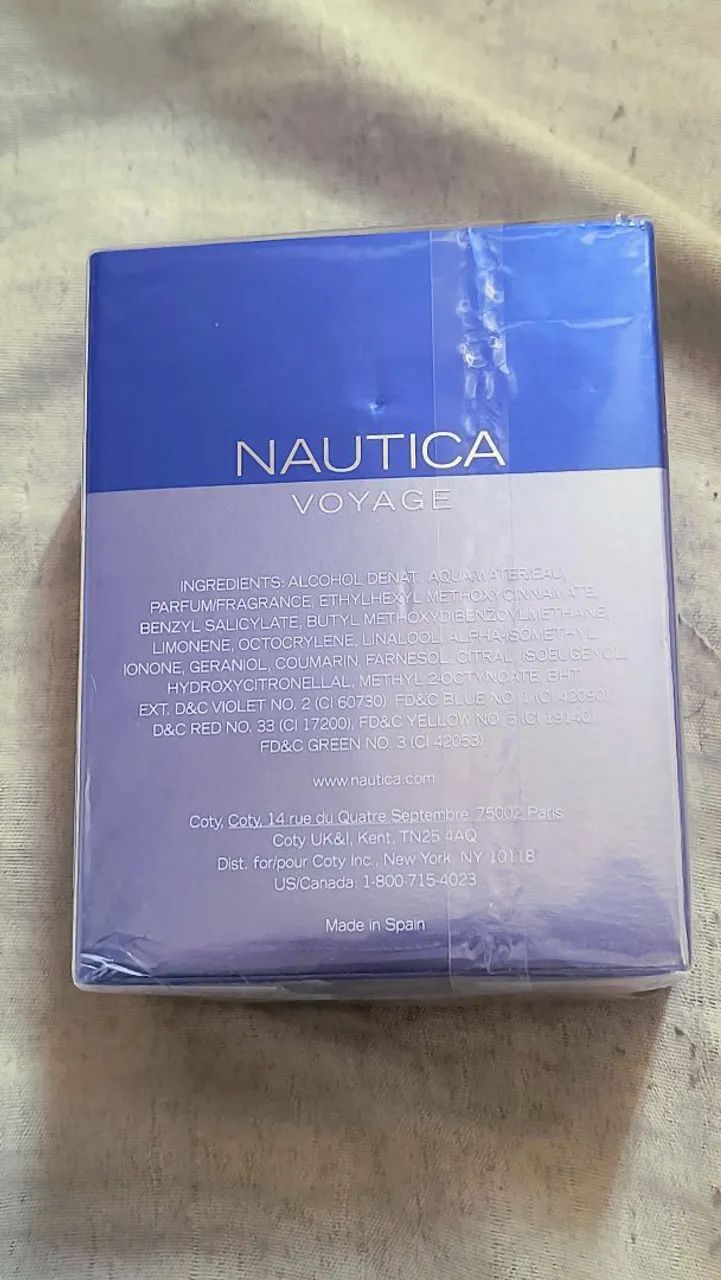 NAUTICA
VOYAGE
INGREDIENTS: ALCOHOL DENAT., AQUA/WATER/EAU,
PARFUM/FRAGRANCE, ETHYLHEXYL METHOXYCINNAMATE,
BENZYL SALICYLATE, BUTYL METHOXYDIBENZOYLMETHANE,
LIMONENE, OCTOCRYLENE, LINALOOL, ALPHA-ISOMETHYL
IONONE, GERANIOL, COUMARIN, FARNESOL, CITRAL, ISOEUGENOL,
HYDROXYCITRONELLAL, METHYL 2-OCTYNOATE, BHT,
EXT. D&C VIOLET NO. 2 (CI 60730), FD&C BLUE NO. 1 (CI 42090),
D&C RED NO. 33 (CI 17200), FD&C YELLOW NO. 5 (CI 19140),
FD&C GREEN NO. 3 (CI 42053)
www.nautica.com
Coty, Coty, 14 rue du Quatre Septembre, 75002 Paris
Coty UK&I, Kent, TN25 4AQ
Dist. for/pour Coty Inc., New York, NY 10118
US/Canada: 1-800-715-4023
Made in Spain